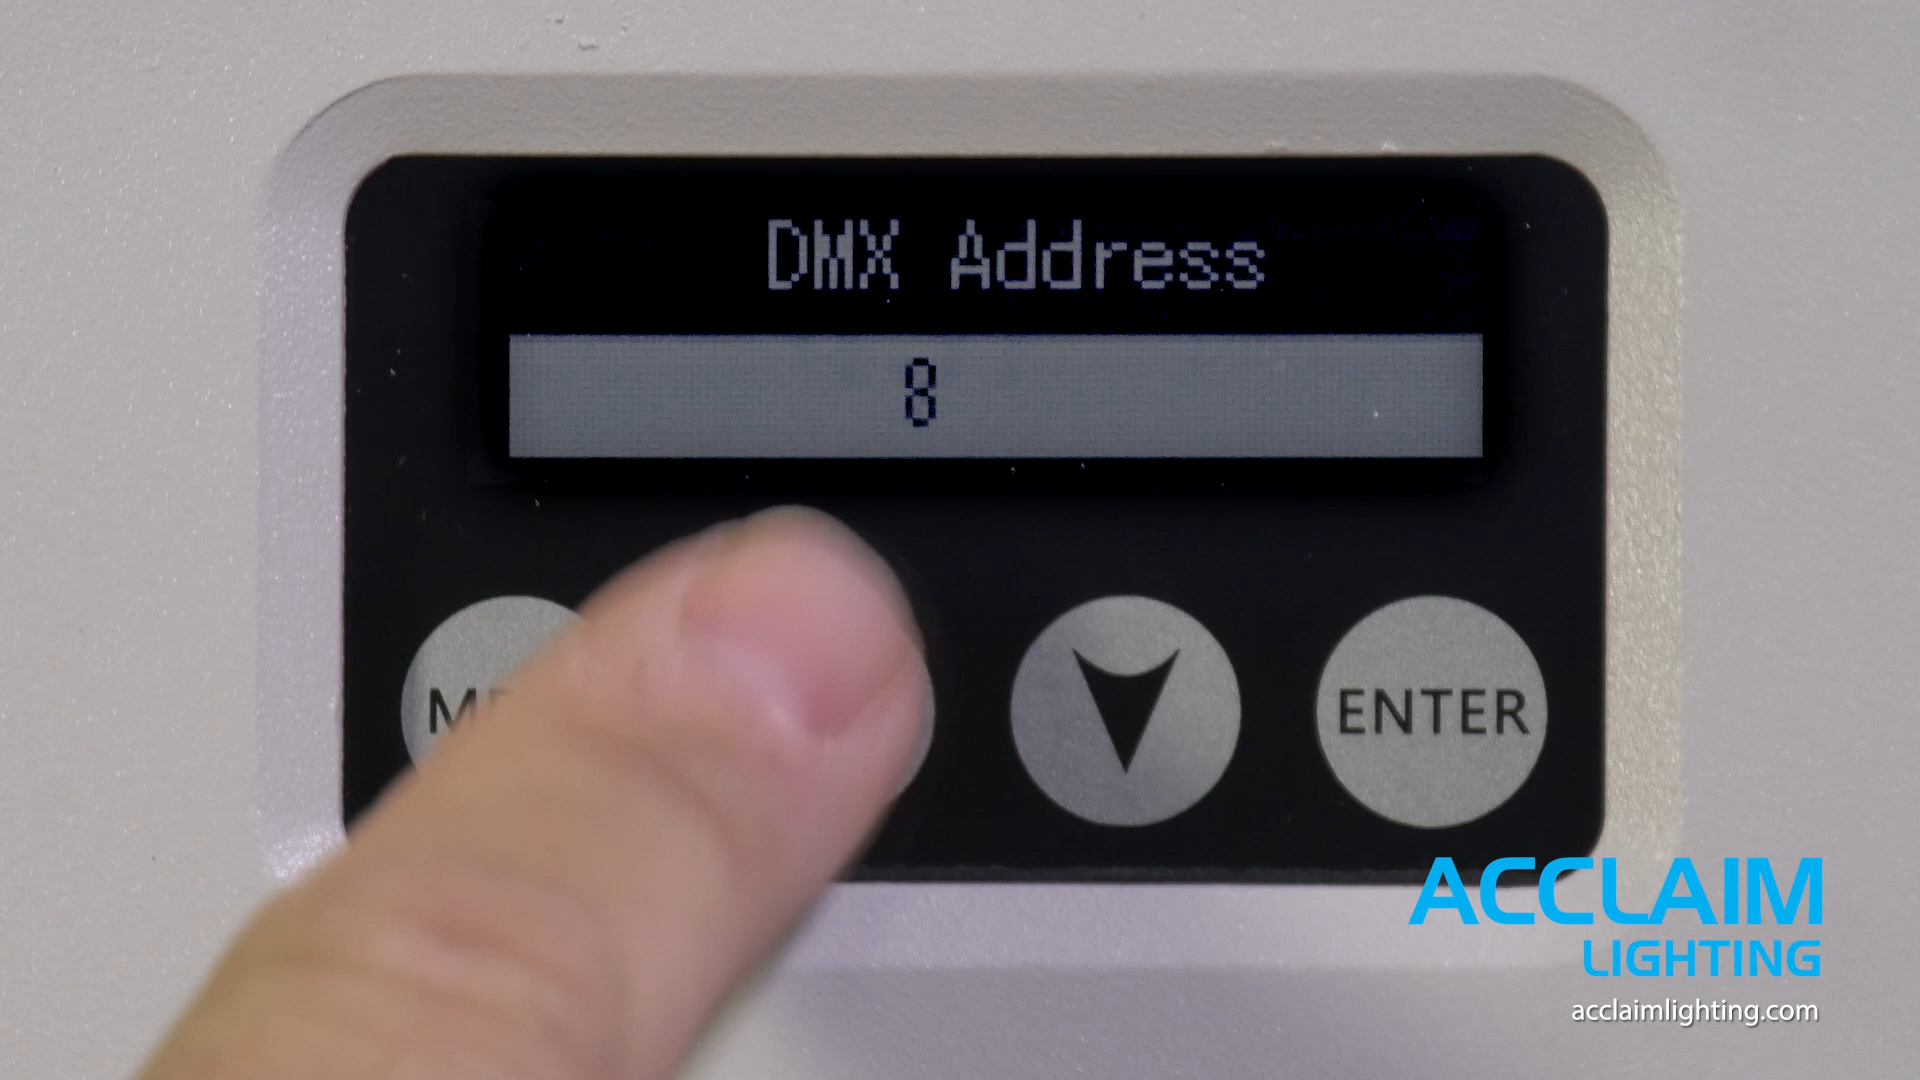 DMX Address
8
ENTER
ACCLAIM
LIGHTING
acclaimlighting.com